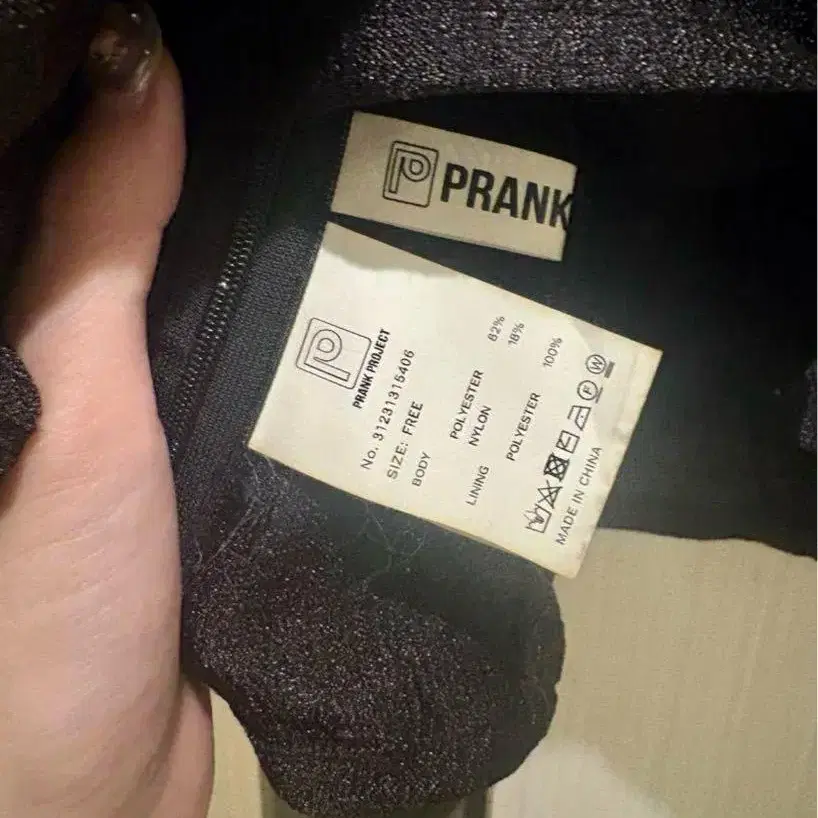 PRANK
PRANK PROJECT
No. 31231315406
SIZE: FREE
BODY POLYESTER 82%
NYLON 18%
LINING POLYESTER 100%
F W
MADE IN CHINA